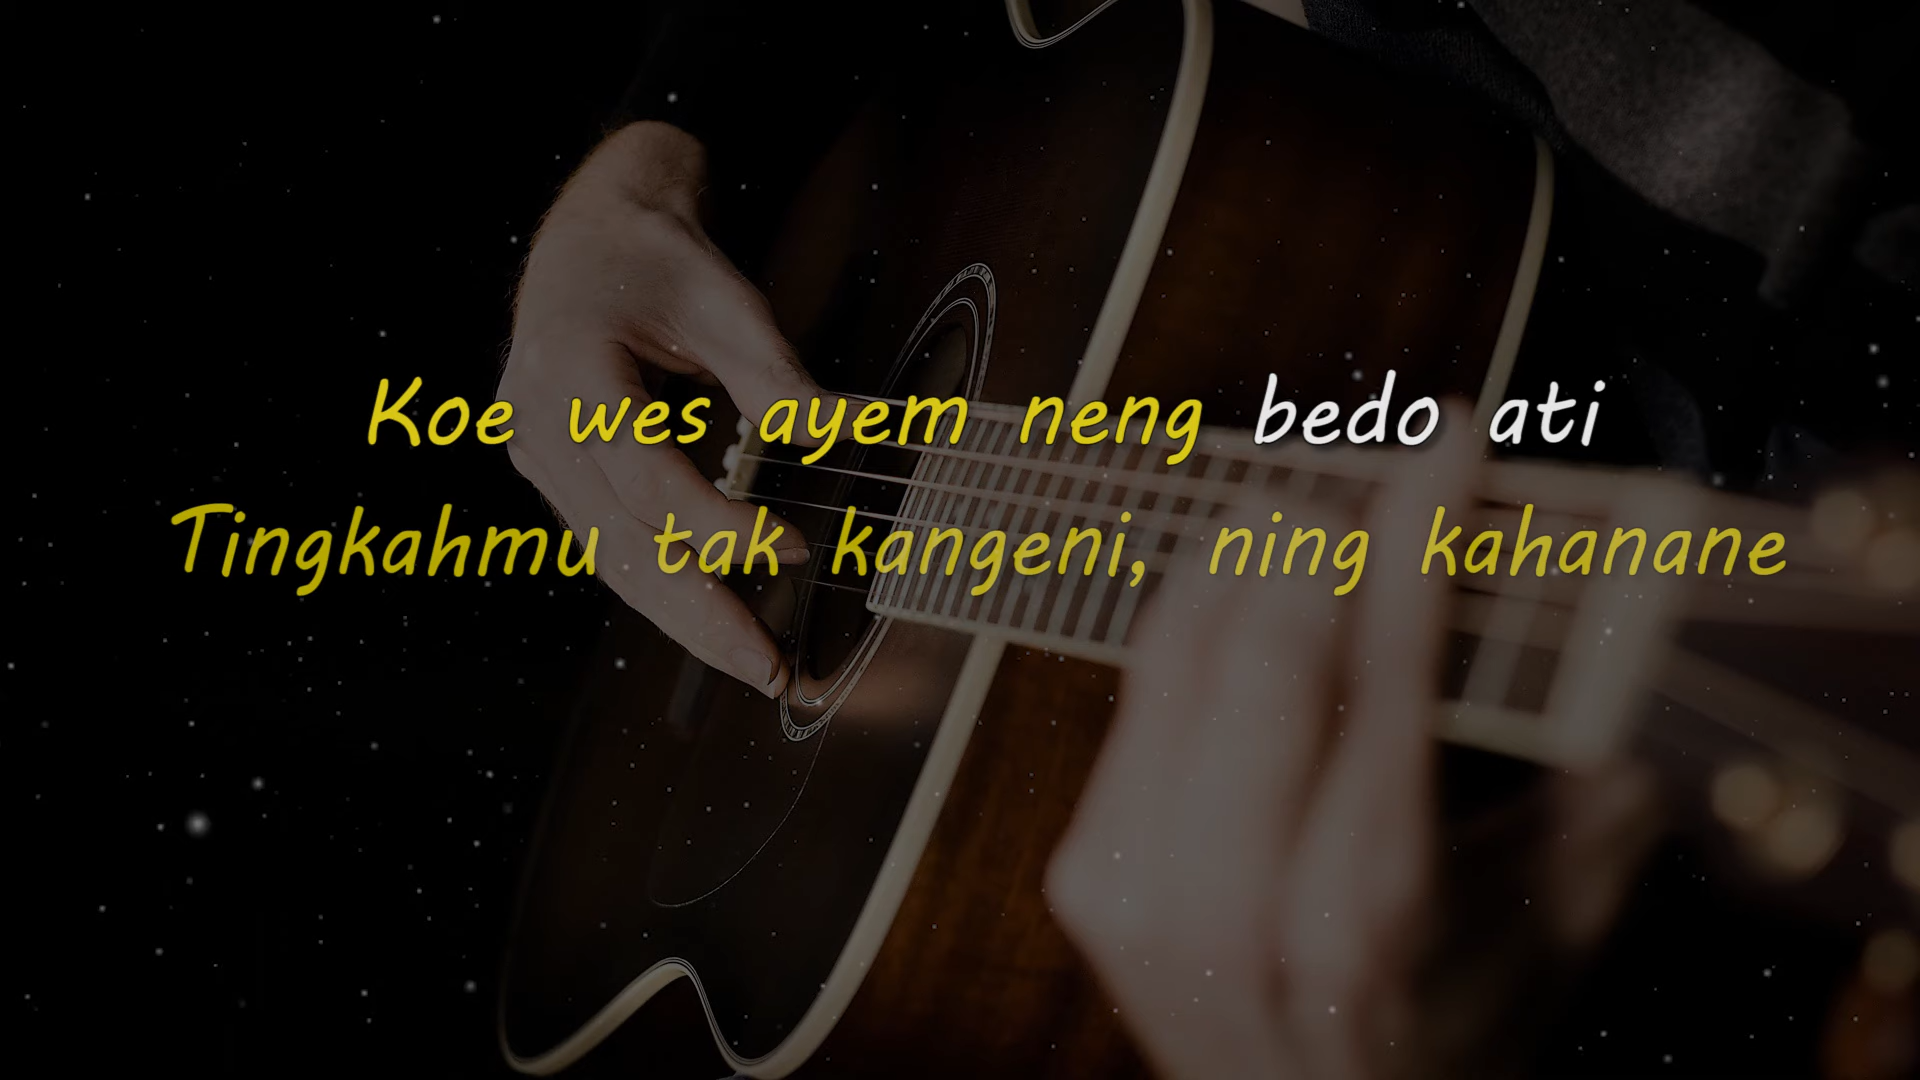 Koe wes ayem neng bedo ati
Tingkahmu tak kangeni, ning kahanane